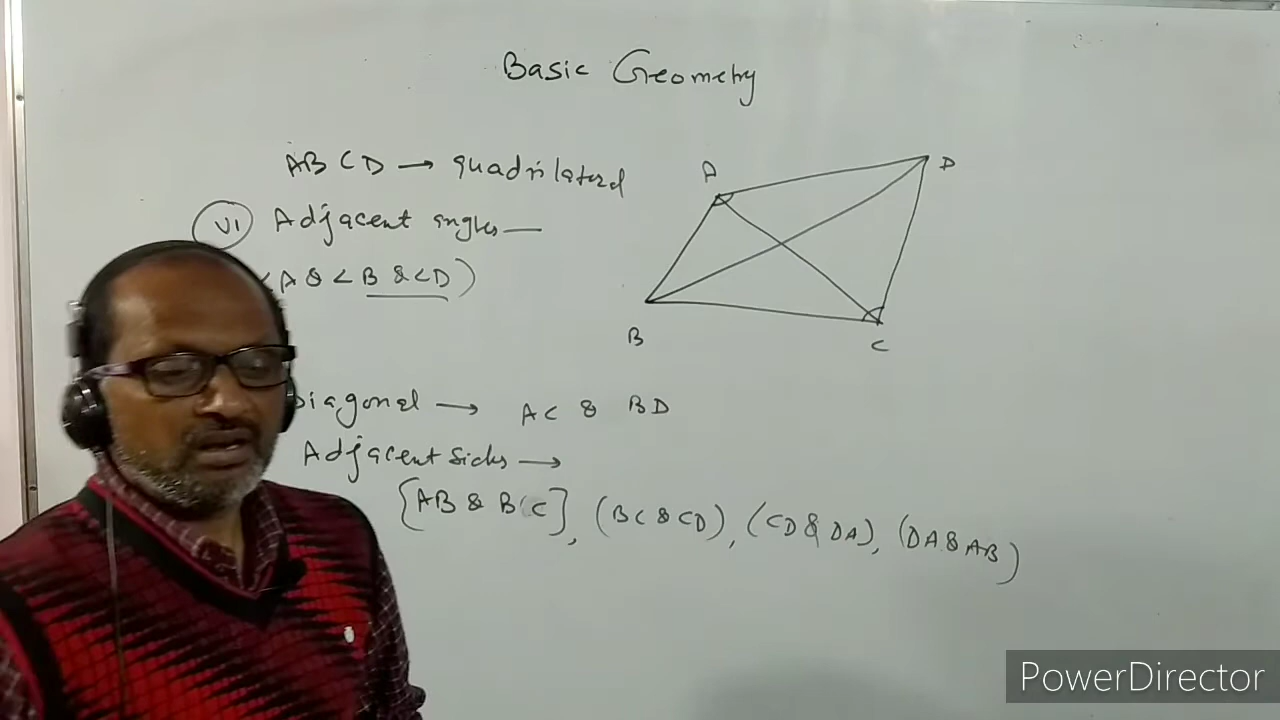 Basic Geometry
ABCD → quadrilateral
VI Adjacent angles —
<A & <B & <D)
Diagonal → AC & BD
Adjacent Sides →
{AB & BC], (BC & CD), (CD & DA), (DA & AB)
A
D
B
C
PowerDirector